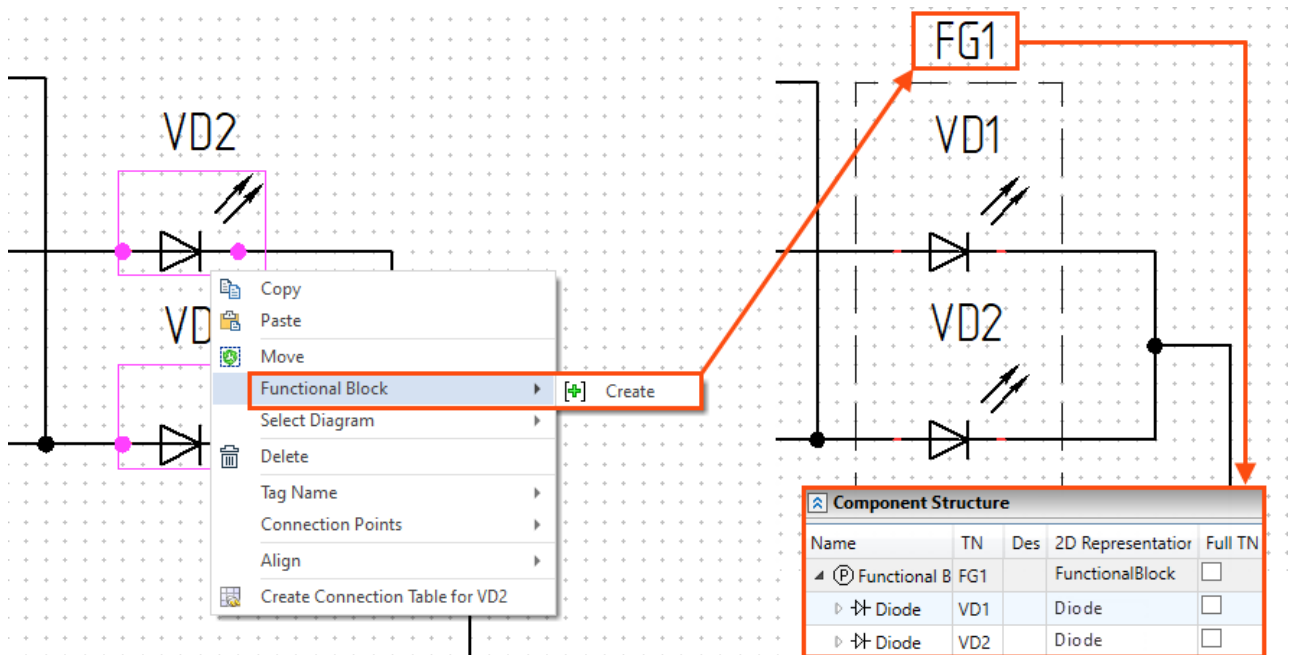 VD2
VD
Copy
Paste
Move
Functional Block
Create
Select Diagram
Delete
Tag Name
Connection Points
Align
Create Connection Table for VD2
FG1
VD1
VD2
Component Structure
Name TN Des 2D Representatior Full TN
P Functional B FG1 FunctionalBlock
Diode VD1 Diode
Diode VD2 Diode